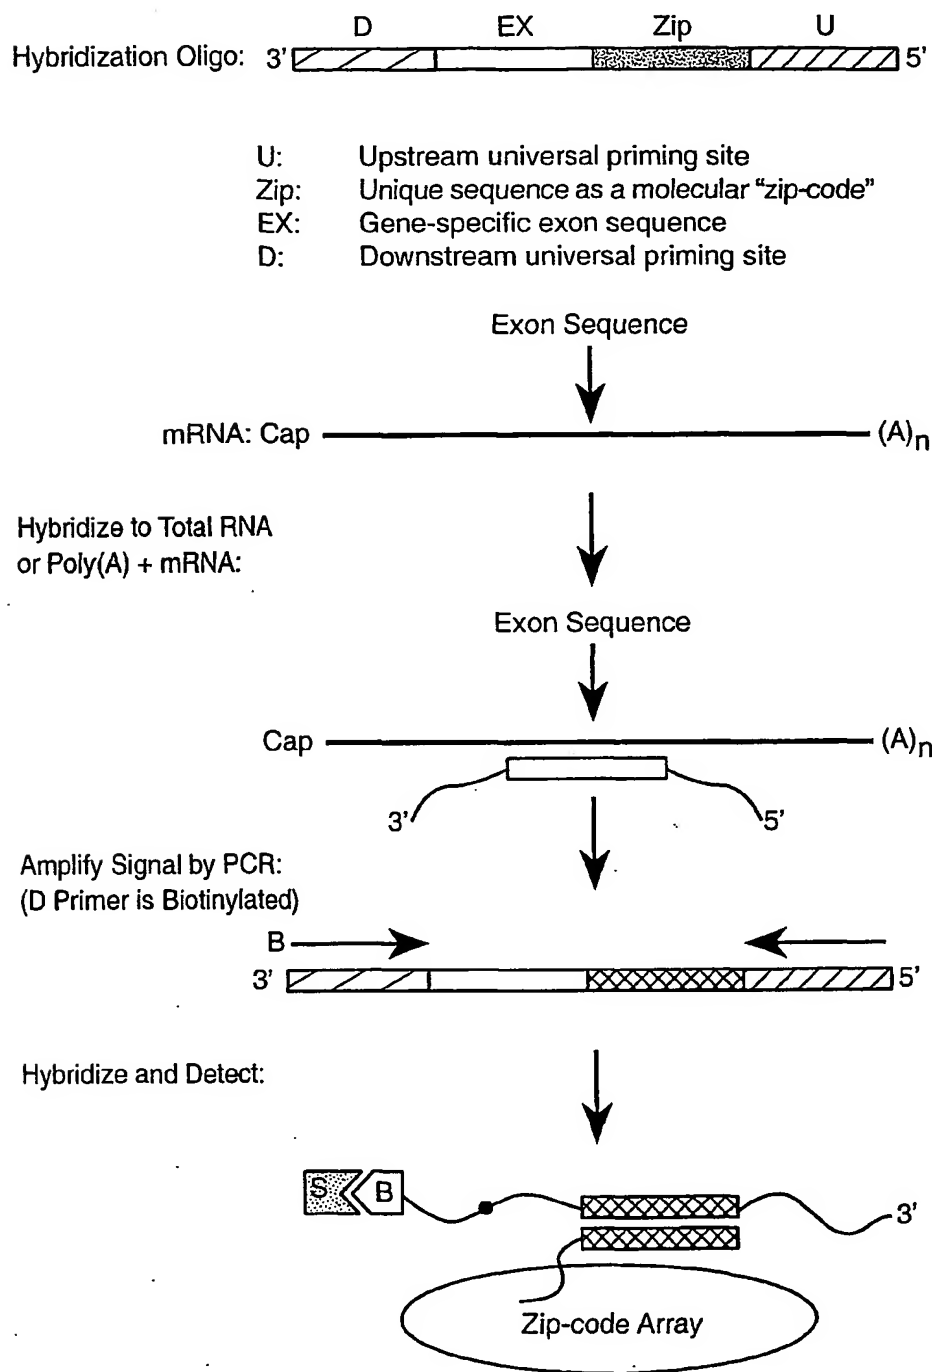 D EX Zip U
Hybridization Oligo: 3' 5'
U: Upstream universal priming site
Zip: Unique sequence as a molecular “zip-code”
EX: Gene-specific exon sequence
D: Downstream universal priming site
Exon Sequence
mRNA: Cap (A)n
Hybridize to Total RNA
or Poly(A) + mRNA:
Exon Sequence
Cap (A)n
3' 5'
Amplify Signal by PCR:
(D Primer is Biotinylated)
B
3' 5'
Hybridize and Detect:
S B 3'
Zip-code Array